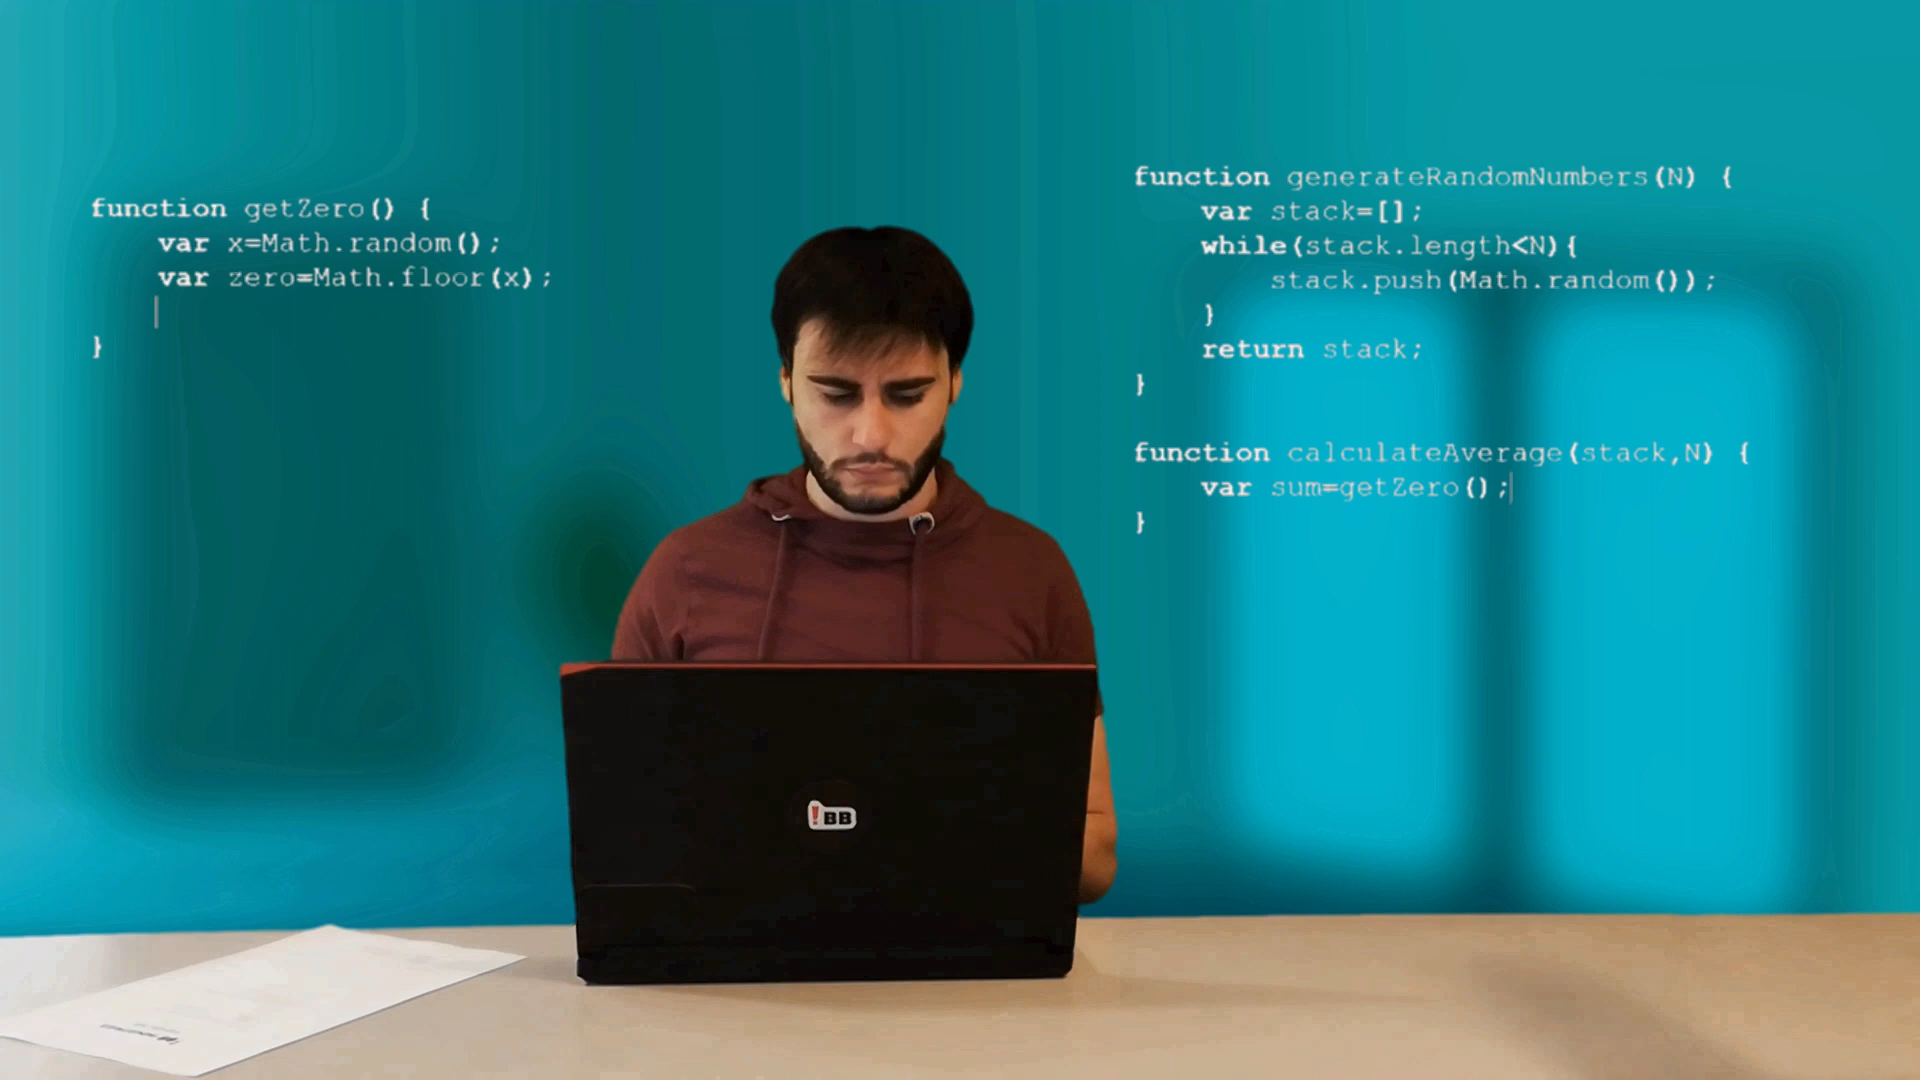 function getZero() {
var x=Math.random();
var zero=Math.floor(x);
}
function generateRandomNumbers(N) {
var stack=[];
while(stack.length<N){
stack.push(Math.random());
}
return stack;
}
function calculateAverage(stack,N) {
var sum=getZero();
}
!BB